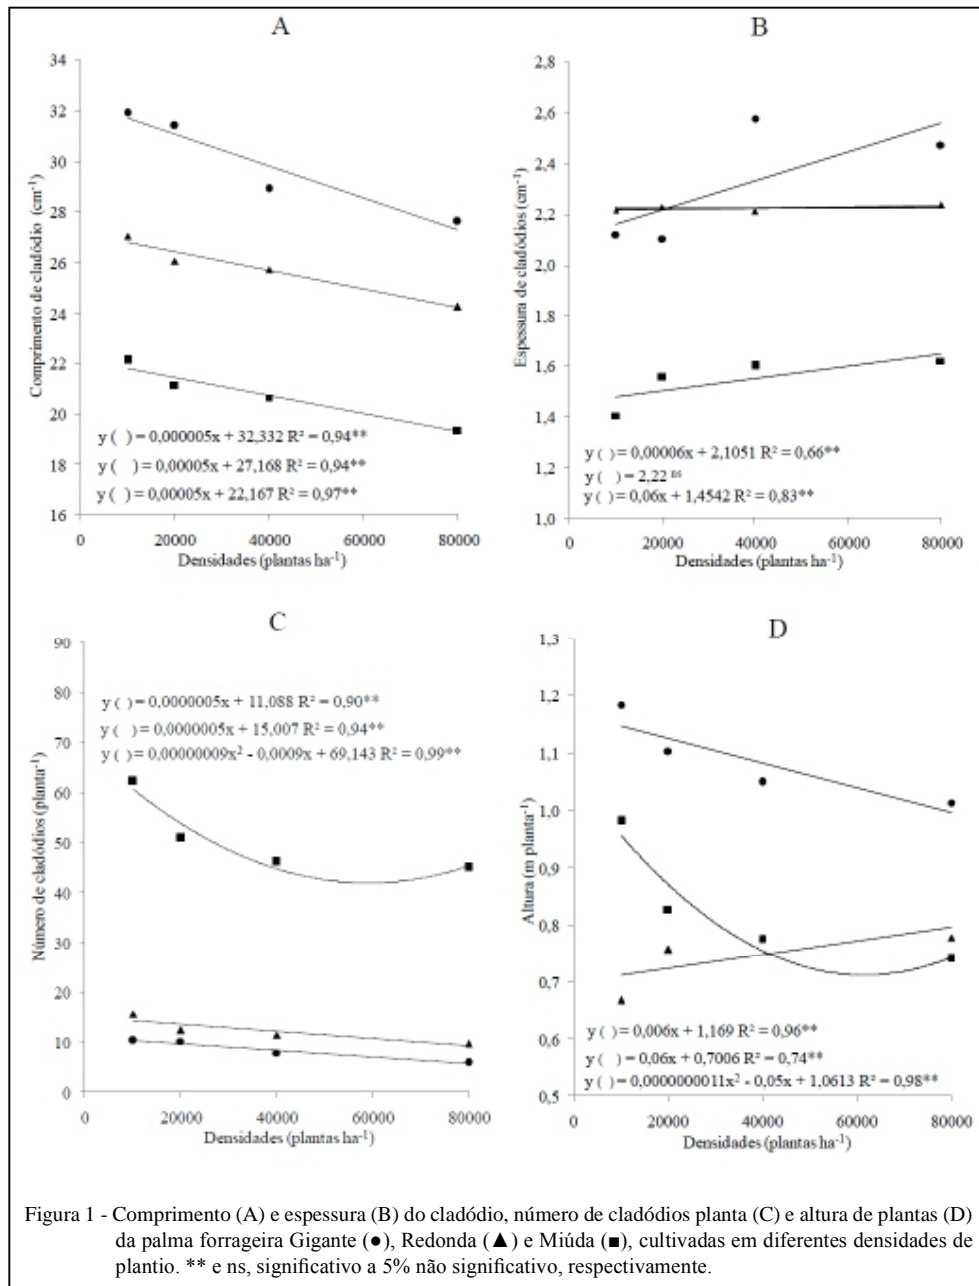 A
Comprimento de cladódio (cm-1)
34
32
30
28
26
24
22
20
18
16
y ( ) = 0,000005x + 32,332 R² = 0,94**
y ( ) = 0,00005x + 27,168 R² = 0,94**
y ( ) = 0,00005x + 22,167 R² = 0,97**
0 20000 40000 60000 80000
Densidades (plantas ha-1)
B
Espessura de cladódios (cm-1)
2,8
2,6
2,4
2,2
2,0
1,8
1,6
1,4
1,2
1,0
y ( ) = 0,00006x + 2,1051 R² = 0,66**
y ( ) = 2,22 ns
y ( ) = 0,06x + 1,4542 R² = 0,83**
0 20000 40000 60000 80000
Densidades (plantas ha-1)
C
Número de cladódios (planta-1)
90
80
70
60
50
40
30
20
10
0
y ( ) = 0,0000005x + 11,088 R² = 0,90**
y ( ) = 0,0000005x + 15,007 R² = 0,94**
y ( ) = 0,00000009x² - 0,0009x + 69,143 R² = 0,99**
0 20000 40000 60000 80000
Densidades (plantas ha-1)
D
Altura (m planta-1)
1,3
1,2
1,1
1,0
0,9
0,8
0,7
0,6
0,5
y ( ) = 0,006x + 1,169 R² = 0,96**
y ( ) = 0,06x + 0,7006 R² = 0,74**
y ( ) = 0,0000000011x² - 0,05x + 1,0613 R² = 0,98**
0 20000 40000 60000 80000
Densidades (plantas ha-1)
Figura 1 - Comprimento (A) e espessura (B) do cladódio, número de cladódios planta (C) e altura de plantas (D)
da palma forrageira Gigante (●), Redonda (▲) e Miúda (■), cultivadas em diferentes densidades de
plantio. ** e ns, significativo a 5% não significativo, respectivamente.